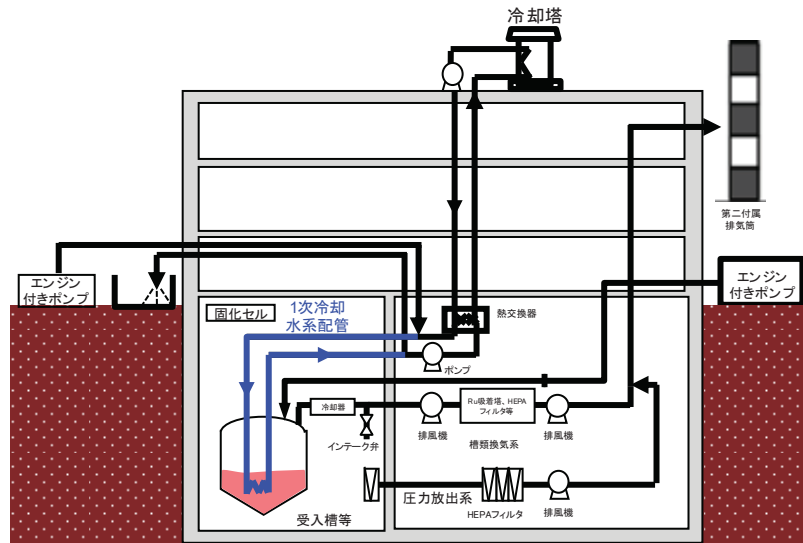 冷却塔
第二付属
排気筒
エンジン
付きポンプ
エンジン
付きポンプ
固化セル
1次冷却
水系配管
熱交換器
ポンプ
冷却器
Ru吸着塔、HEPA
フィルタ等
インテーク弁
排風機
排風機
槽類換気系
圧力放出系
受入槽等
HEPAフィルタ
排風機